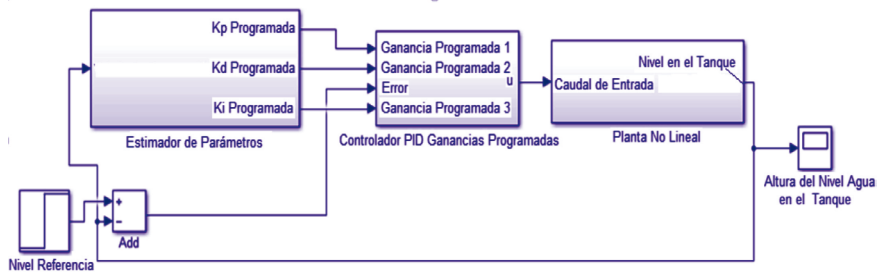 Kp Programada
Kd Programada
Ki Programada
Estimador de Parámetros
Ganancia Programada 1
Ganancia Programada 2
u
Error
Ganancia Programada 3
Controlador PID Ganancias Programadas
Nivel en el Tanque
Caudal de Entrada
Planta No Lineal
Altura del Nivel Agua
en el Tanque
+
−
Add
Nivel Referencia